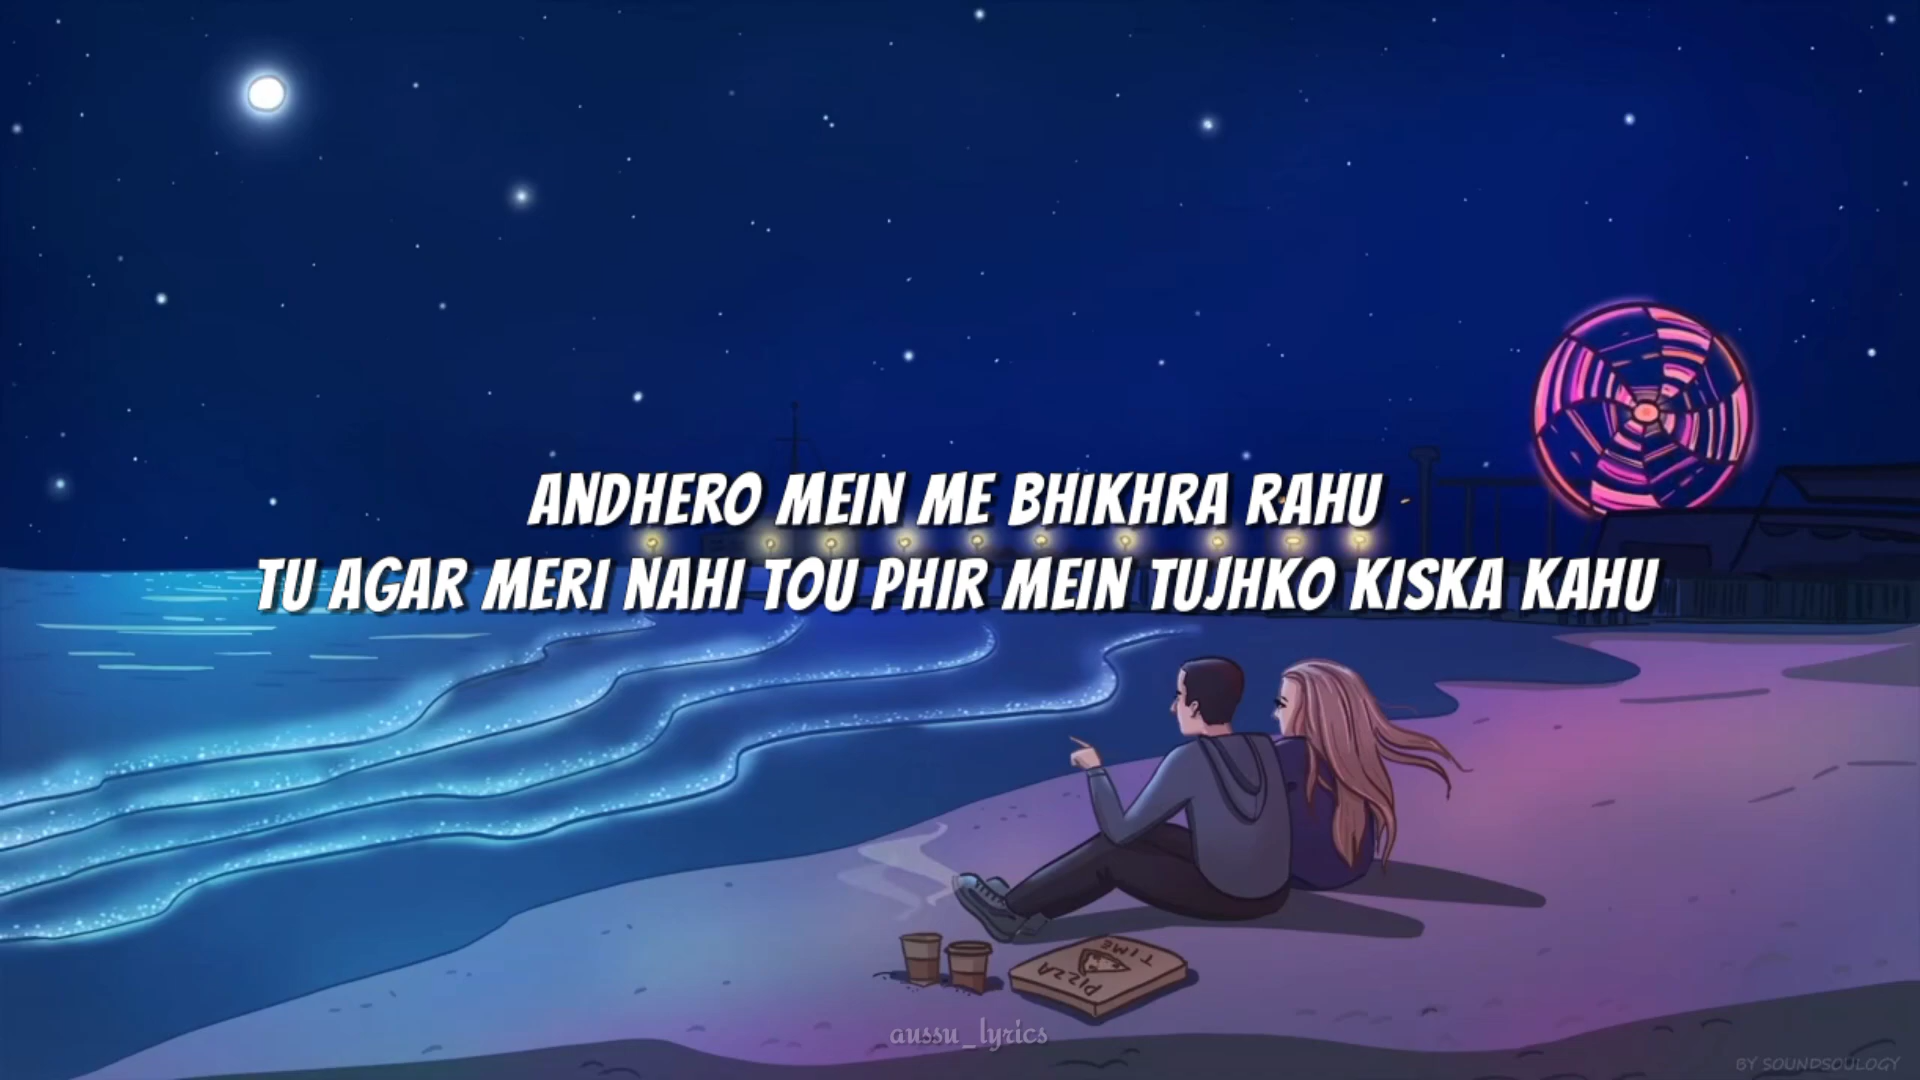 ANDHERO MEIN ME BHIKHRA RAHU
TU AGAR MERI NAHI TOU PHIR MEIN TUJHKO KISKA KAHU
PIZZA
TIME
aussu_lyrics
BY SOUNDSOULOGY